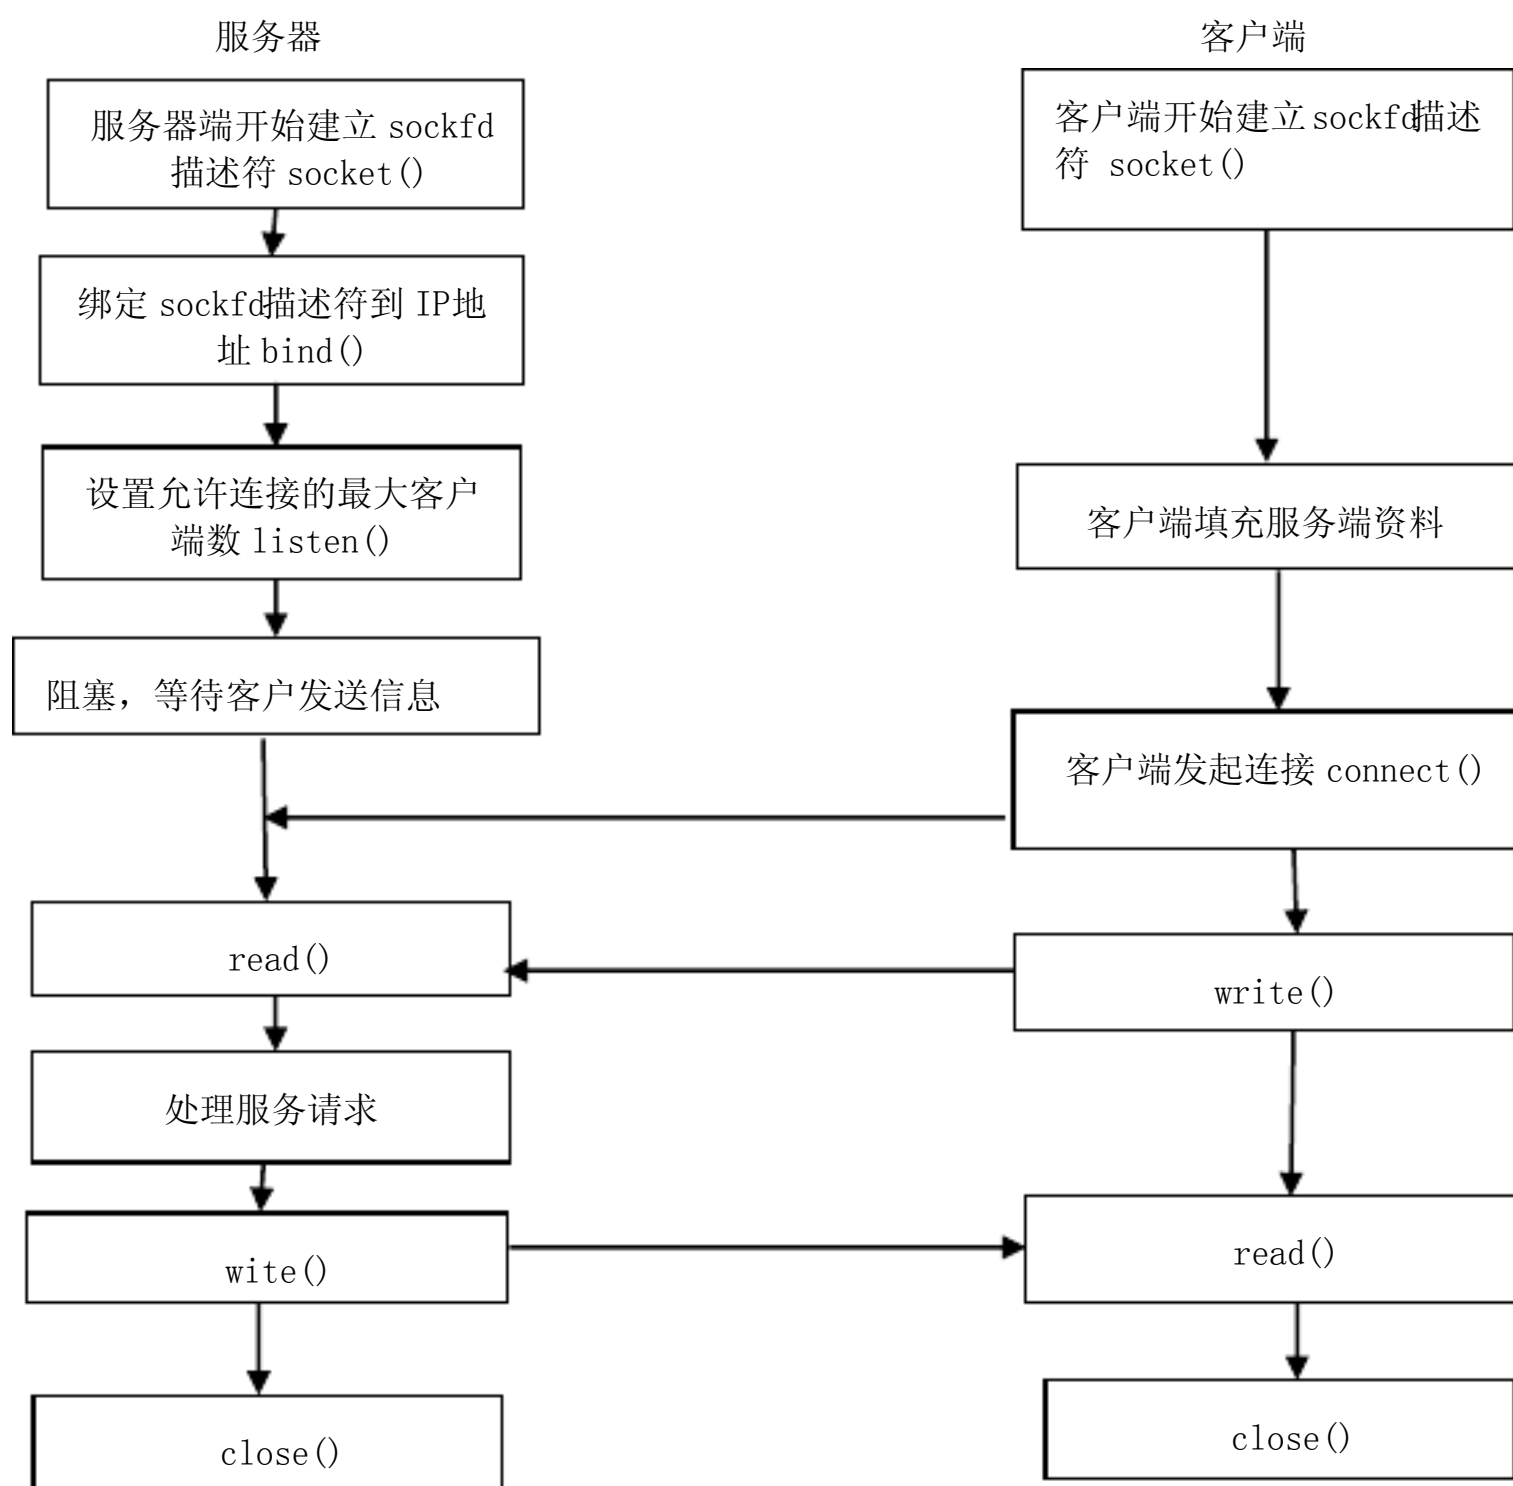 服务器
服务器端开始建立 sockfd
描述符 socket()
绑定 sockfd描述符到 IP地
址 bind()
设置允许连接的最大客户
端数 listen()
阻塞，等待客户发送信息
read()
处理服务请求
wite()
close()
客户端
客户端开始建立 sockfd描述
符 socket()
客户端填充服务端资料
客户端发起连接 connect()
write()
read()
close()